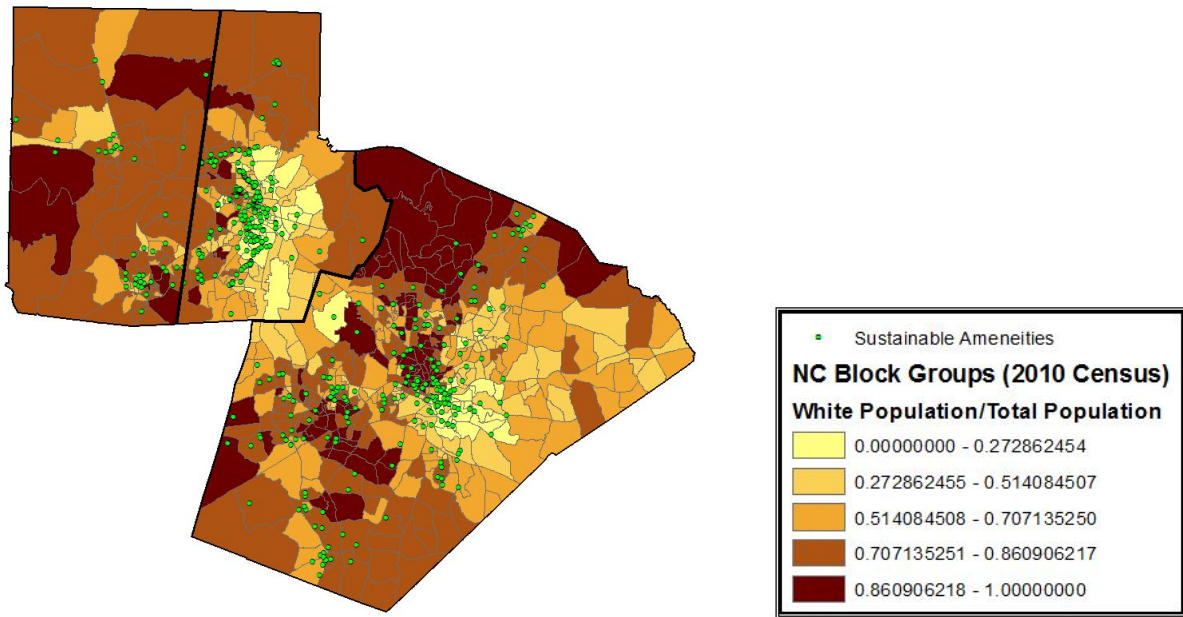 Sustainable Ameneities
NC Block Groups (2010 Census)
White Population/Total Population
0.00000000 - 0.272862454
0.272862455 - 0.514084507
0.514084508 - 0.707135250
0.707135251 - 0.860906217
0.860906218 - 1.00000000